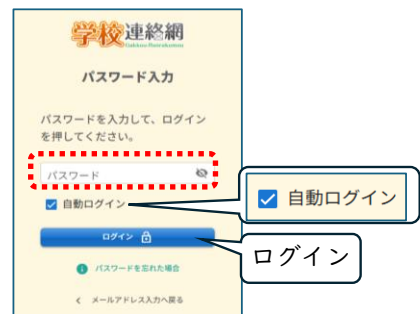 学校連絡網
Gakkou-Renrakumou
パスワード入力
パスワードを入力して、ログイン
を押してください。
パスワード
自動ログイン
自動ログイン
ログイン
ログイン
パスワードを忘れた場合
メールアドレス入力へ戻る